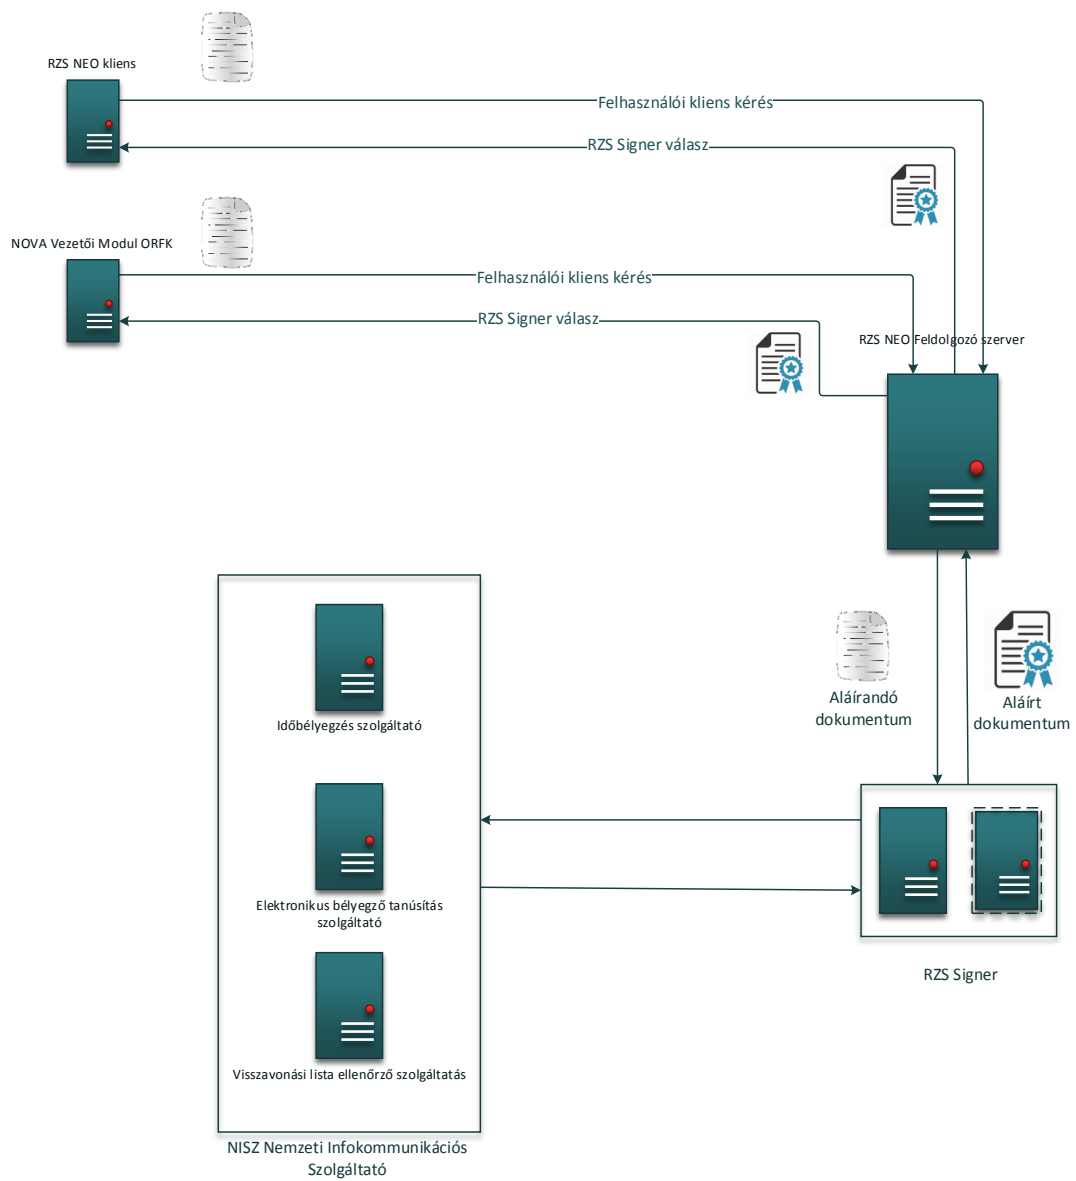 RZS NEO kliens
Felhasználói kliens kérés
RZS Signer válasz
NOVA Vezetői Modul ORFK
Felhasználói kliens kérés
RZS Signer válasz
RZS NEO Feldolgozó szerver
Aláírandó
dokumentum
Aláírt
dokumentum
Időbélyegzés szolgáltató
Elektronikus bélyegző tanúsítás
szolgáltató
RZS Signer
Visszavonási lista ellenőrző szolgáltatás
NISZ Nemzeti Infokommunikációs
Szolgáltató